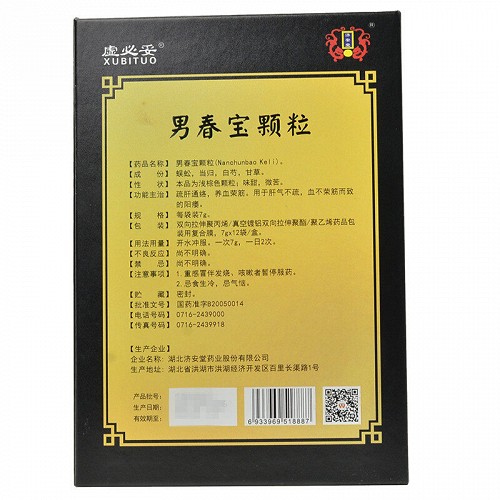 虚必妥®
XUBITUO
男春宝颗粒
【药品名称】男春宝颗粒(Nanchunbao Keli)。
【成　　份】蜈蚣，当归，白芍，甘草。
【性　　状】本品为浅棕色颗粒；味甜，微苦。
【功能主治】疏肝通络，养血荣筋。用于肝气不疏，血不荣筋而致
的阳痿。
【规　　格】每袋装7g。
【包　　装】双向拉伸聚丙烯/真空镀铝双向拉伸聚酯/聚乙烯药品包
装用复合膜，7g×12袋/盒。
【用法用量】开水冲服。一次7g，一日2次。
【不良反应】尚不明确。
【禁　　忌】尚不明确。
【注意事项】1.重感冒伴发烧、咳嗽者暂停服药。
2.忌食生冷，忌气恼。
【贮　　藏】密封。
【批准文号】国药准字B20050014
【电话号码】0716-2439000
【传真号码】0716-2439918
【生产企业】
企业名称：湖北济安堂药业股份有限公司
生产地址：湖北省洪湖市洪湖经济开发区百里长渠路1号
产品批号：
生产日期：
有效期至：
6 933969 518887